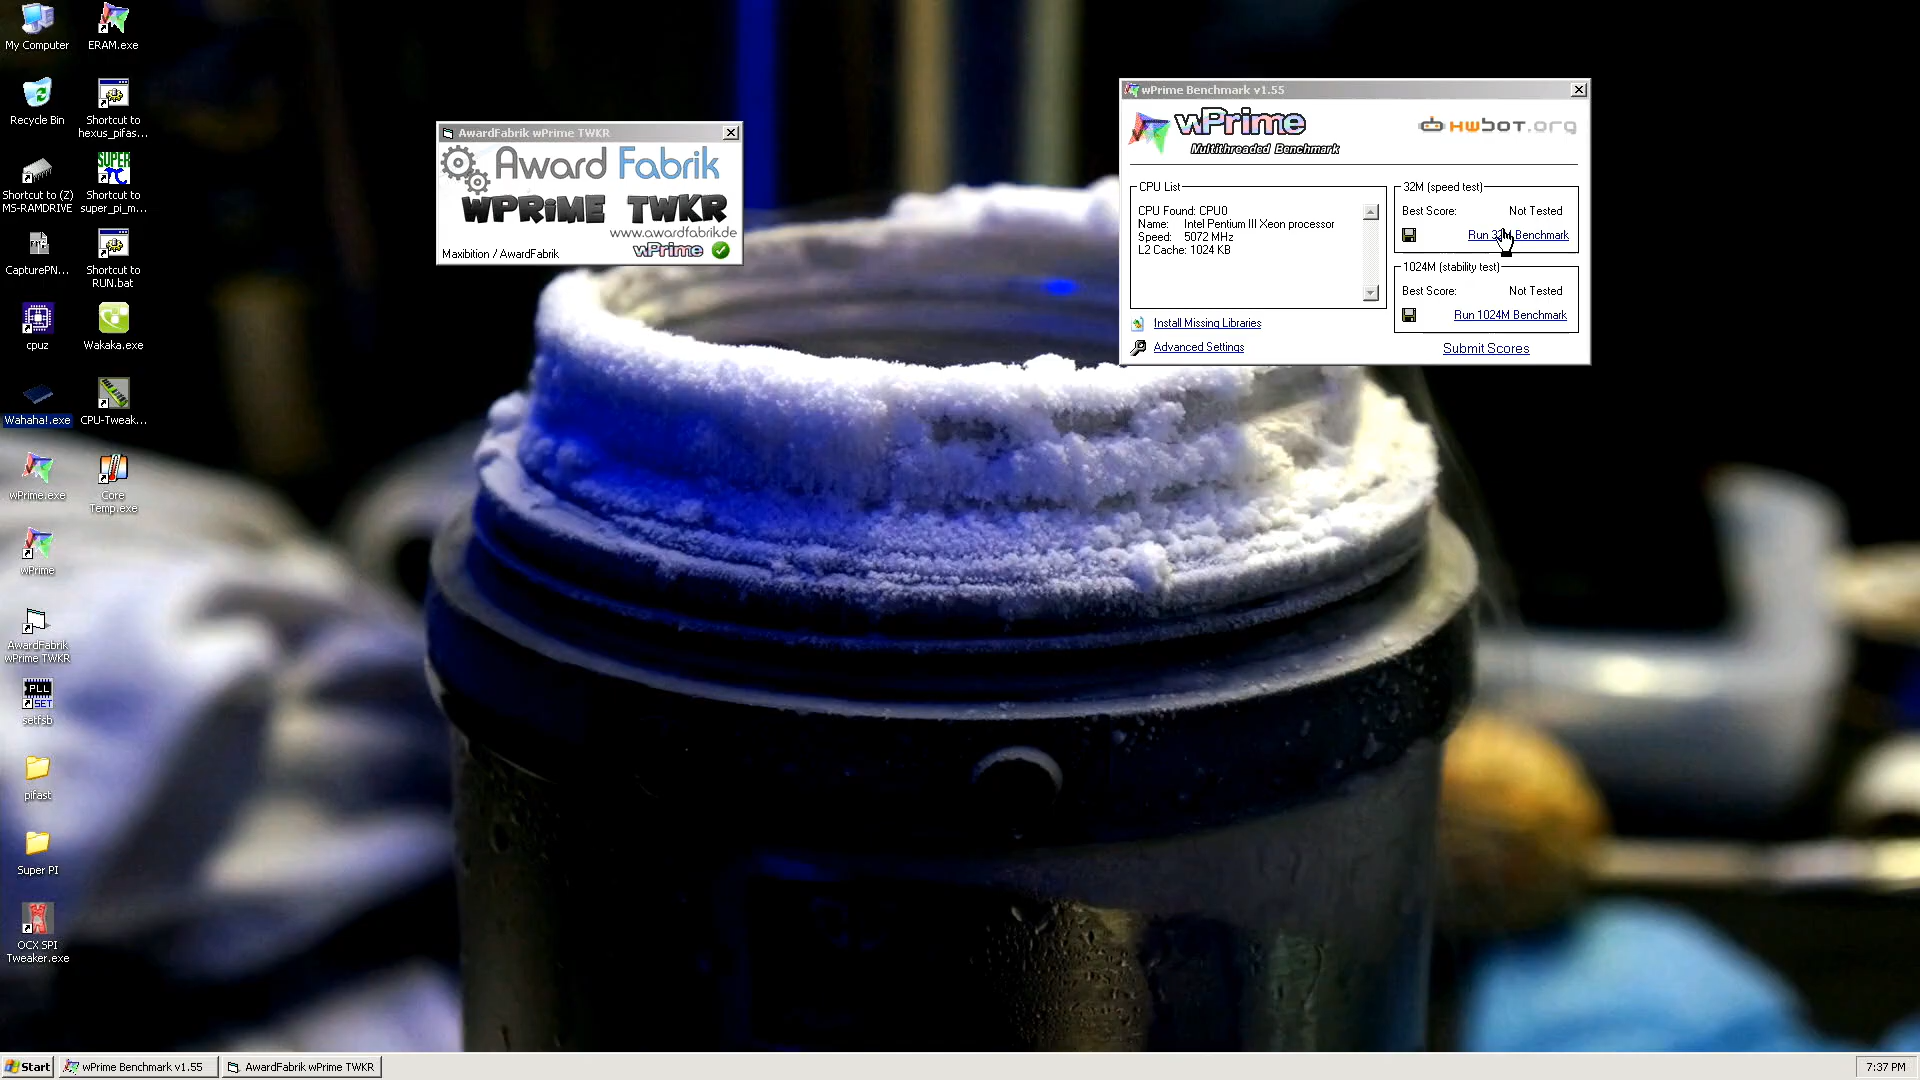 My Computer
ERAM.exe
Recycle Bin
Shortcut to
hexus_pifas...
Shortcut to (Z)
MS-RAMDRIVE
SUPER
Shortcut to
super_pi_m...
CapturePN...
Shortcut to
RUN.bat
cpuz
Wakaka.exe
Wahaha!.exe
CPU-Tweak...
wPrime.exe
Core
Temp.exe
wPrime
AwardFabrik
wPrime TWKR
PLL
SET
setfsb
pifast
Super PI
OCX SPI
Tweaker.exe
AwardFabrik wPrime TWKR
Award Fabrik
WPRiME TWKR
www.awardfabrik.de
Maxibition / AwardFabrik
wPrime
wPrime Benchmark v1.55
wPrime
Multithreaded Benchmark
HWBOT.ORG
CPU List
CPU Found: CPU0
Name: Intel Pentium III Xeon processor
Speed: 5072 MHz
L2 Cache: 1024 KB
32M (speed test)
Best Score: Not Tested
Run 32M Benchmark
1024M (stability test)
Best Score: Not Tested
Run 1024M Benchmark
Install Missing Libraries
Advanced Settings
Submit Scores
Start
wPrime Benchmark v1.55
AwardFabrik wPrime TWKR
7:37 PM